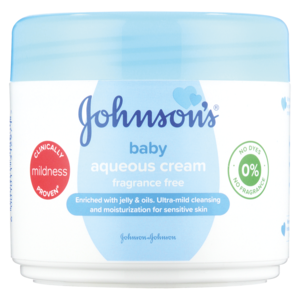 Johnson's®
baby
aqueous cream
fragrance free
CLINICALLY
mildness
PROVEN*
NO DYES
0%
NO FRAGRANCE
Enriched with jelly & oils. Ultra-mild cleansing
and moisturization for sensitive skin
Johnson+Johnson